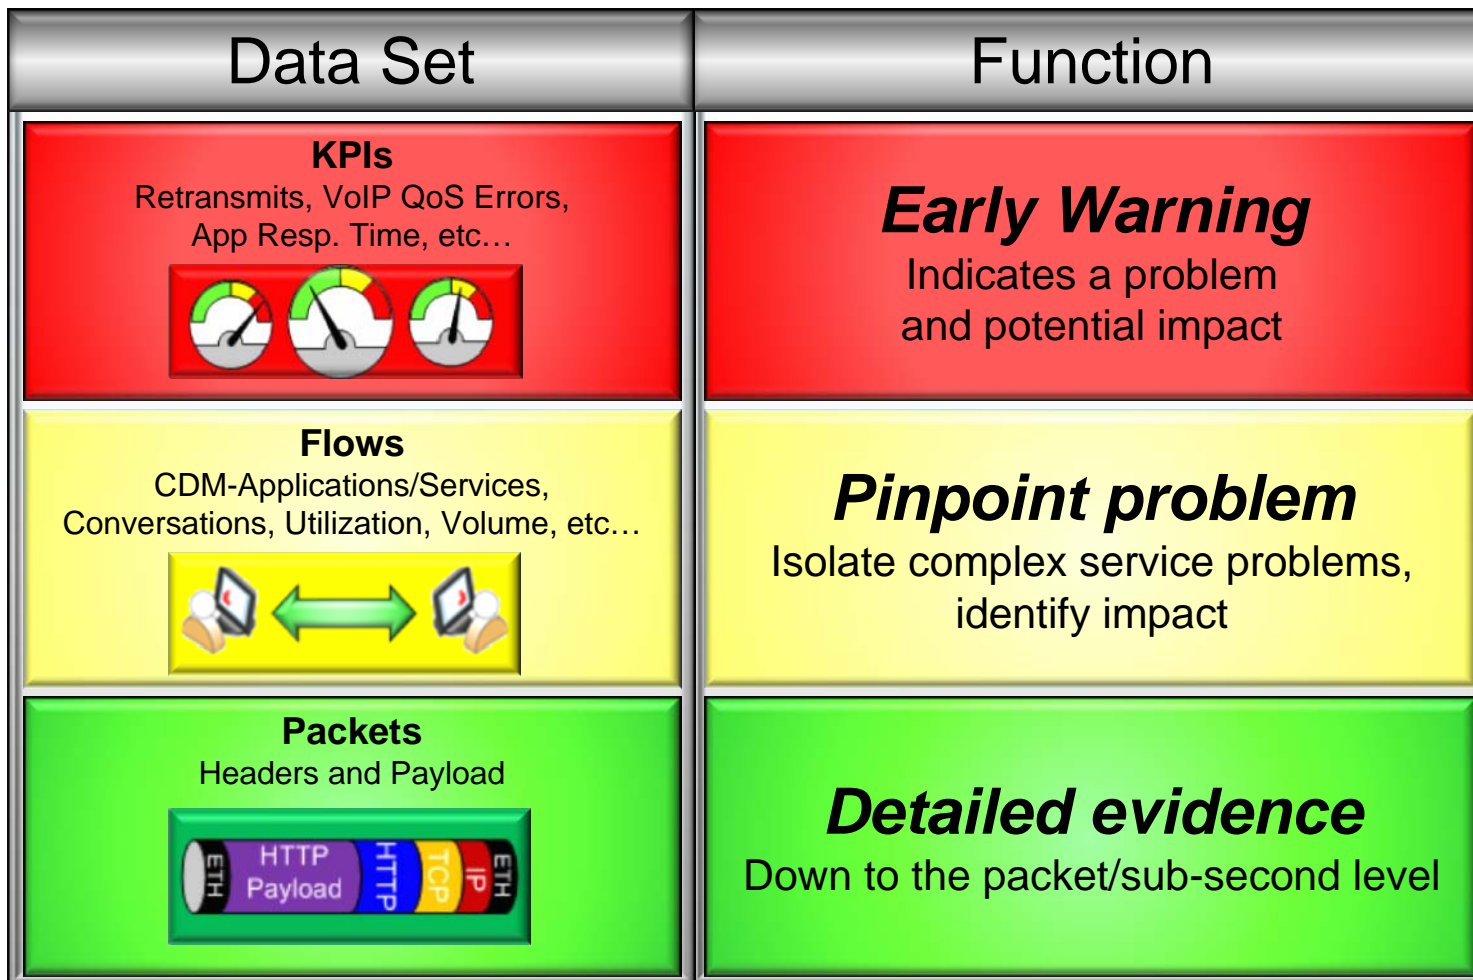 Data Set
Function
KPIs
Retransmits, VoIP QoS Errors,
App Resp. Time, etc…
Early Warning
Indicates a problem
and potential impact
Flows
CDM-Applications/Services,
Conversations, Utilization, Volume, etc…
Pinpoint problem
Isolate complex service problems,
identify impact
Packets
Headers and Payload
ETH
HTTP
Payload
HTTP
TCP
IP
ETH
Detailed evidence
Down to the packet/sub-second level